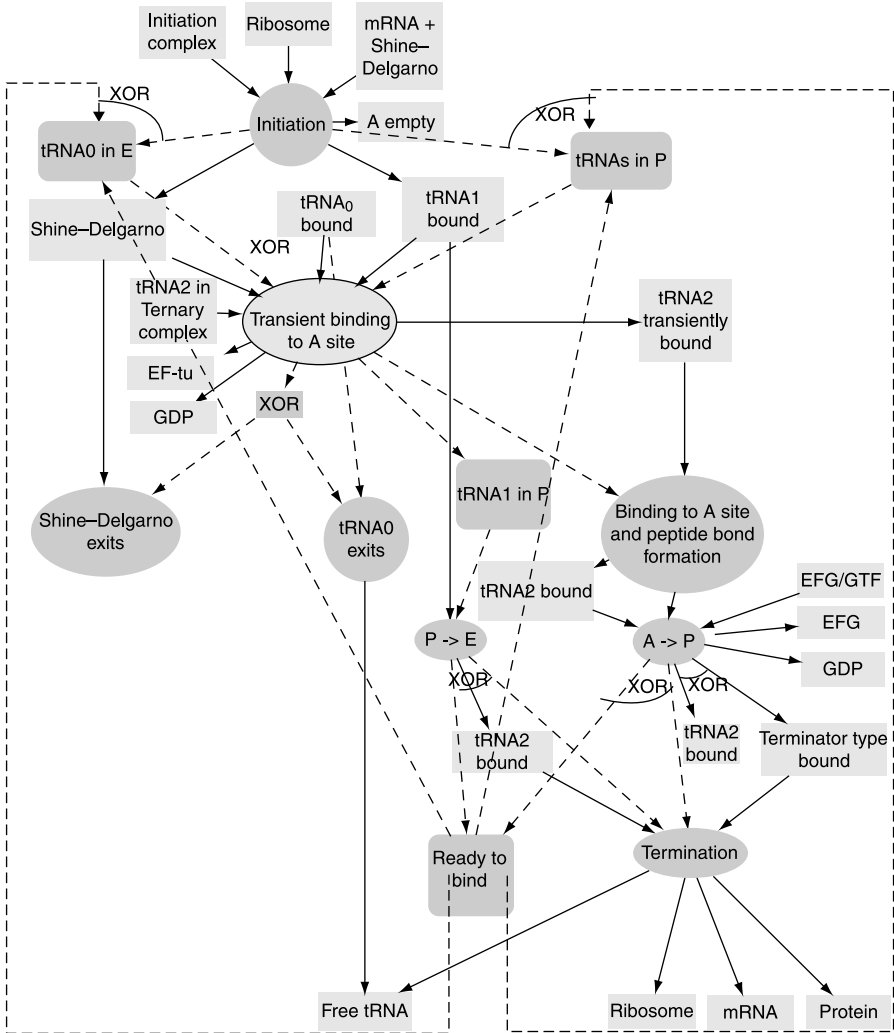 Initiation
complex
Ribosome
mRNA +
Shine–
Delgarno
XOR
Initiation
A empty
XOR
tRNA0 in E
tRNAs in P
Shine–Delgarno
tRNA0
bound
tRNA1
bound
XOR
tRNA2 in
Ternary
complex
Transient binding
to A site
tRNA2
transiently
bound
EF-tu
GDP
XOR
tRNA1 in P
Shine–Delgarno
exits
tRNA0
exits
Binding to A site
and peptide bond
formation
tRNA2 bound
EFG/GTF
EFG
GDP
P -> E
A -> P
XOR
XOR
XOR
tRNA2
bound
tRNA2
bound
Terminator type
bound
Ready to
bind
Termination
Free tRNA
Ribosome
mRNA
Protein